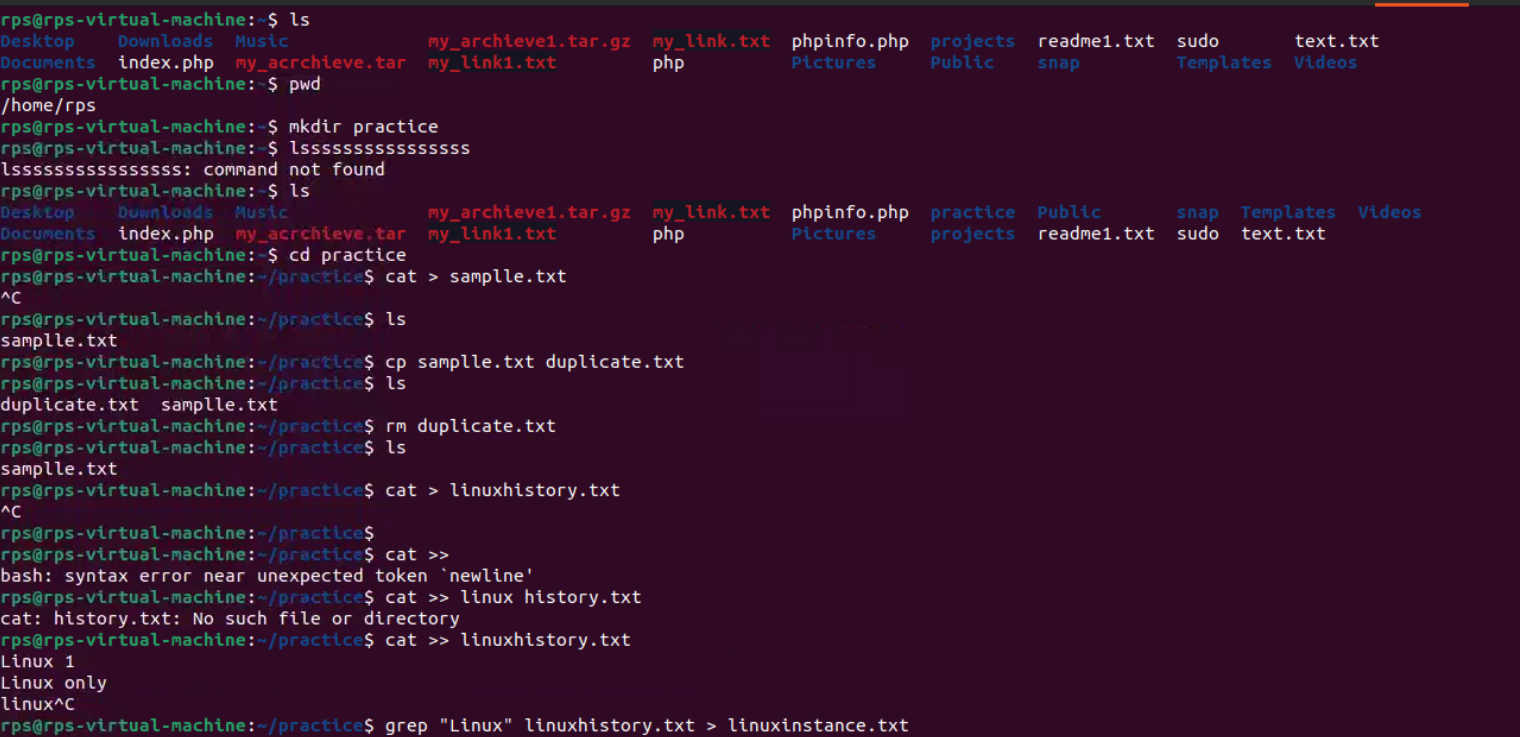 rps@rps-virtual-machine:~$ ls
Desktop    Downloads  Music             my_archieve1.tar.gz  my_link.txt  phpinfo.php  projects  readme1.txt  sudo       text.txt
Documents  index.php  my_acrchieve.tar  my_link1.txt         php          Pictures     Public    snap         Templates  Videos
rps@rps-virtual-machine:~$ pwd
/home/rps
rps@rps-virtual-machine:~$ mkdir practice
rps@rps-virtual-machine:~$ lssssssssssssssss
lssssssssssssssss: command not found
rps@rps-virtual-machine:~$ ls
Desktop    Downloads  Music             my_archieve1.tar.gz  my_link.txt  phpinfo.php  practice  Public       snap  Templates  Videos
Documents  index.php  my_acrchieve.tar  my_link1.txt         php          Pictures     projects  readme1.txt  sudo  text.txt
rps@rps-virtual-machine:~$ cd practice
rps@rps-virtual-machine:~/practice$ cat > samplle.txt
^C
rps@rps-virtual-machine:~/practice$ ls
samplle.txt
rps@rps-virtual-machine:~/practice$ cp samplle.txt duplicate.txt
rps@rps-virtual-machine:~/practice$ ls
duplicate.txt  samplle.txt
rps@rps-virtual-machine:~/practice$ rm duplicate.txt
rps@rps-virtual-machine:~/practice$ ls
samplle.txt
rps@rps-virtual-machine:~/practice$ cat > linuxhistory.txt
^C
rps@rps-virtual-machine:~/practice$
rps@rps-virtual-machine:~/practice$ cat >>
bash: syntax error near unexpected token `newline'
rps@rps-virtual-machine:~/practice$ cat >> linux history.txt
cat: history.txt: No such file or directory
rps@rps-virtual-machine:~/practice$ cat >> linuxhistory.txt
Linux 1
Linux only
linux^C
rps@rps-virtual-machine:~/practice$ grep "Linux" linuxhistory.txt > linuxinstance.txt